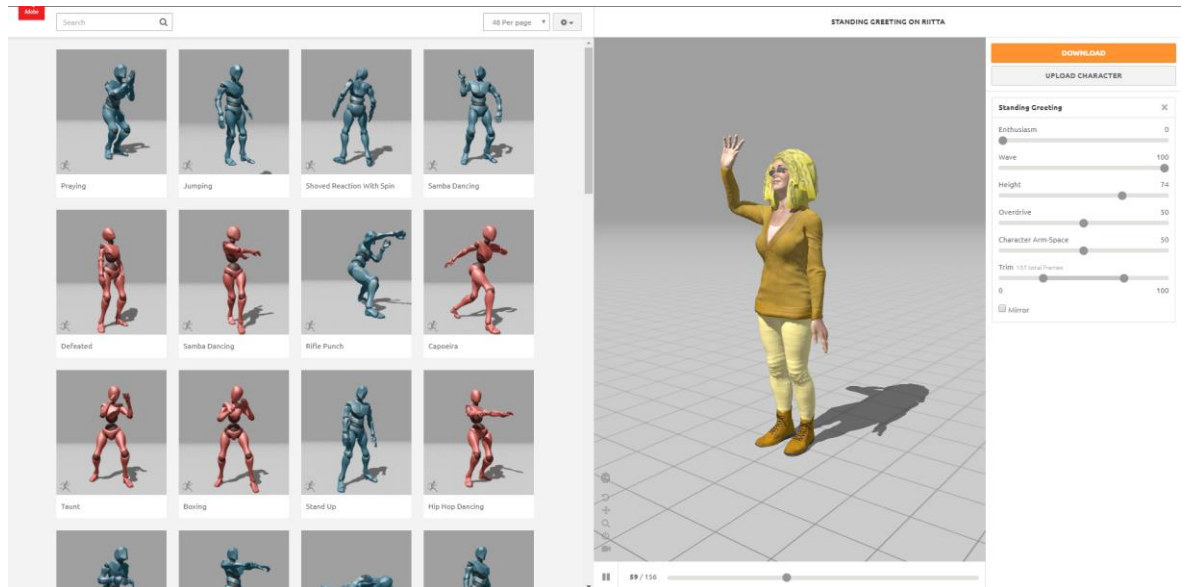 Adobe
Search
48 Per page
STANDING GREETING ON RIITTA
DOWNLOAD
UPLOAD CHARACTER
Standing Greeting
Enthusiasm 0
Wave 100
Height 74
Overdrive 50
Character Arm-Space 50
Trim total frames
0 100
Mirror
Praying
Jumping
Shoved Reaction With Spin
Samba Dancing
Defeated
Samba Dancing
Rifle Punch
Capoeira
Taunt
Boxing
Stand Up
Hip Hop Dancing
59 / 156